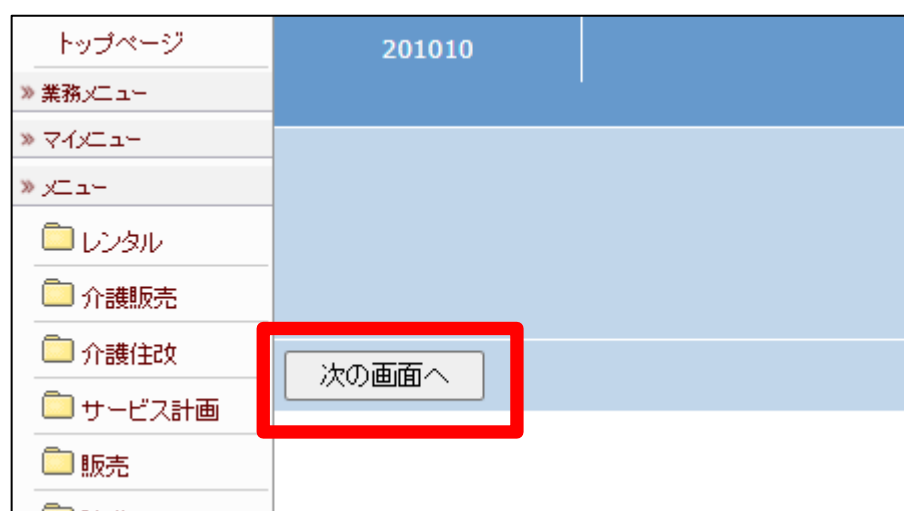 トップページ
201010
» 業務メニュー
» マイメニュー
» メニュー
レンタル
介護販売
介護住改
次の画面へ
サービス計画
販売